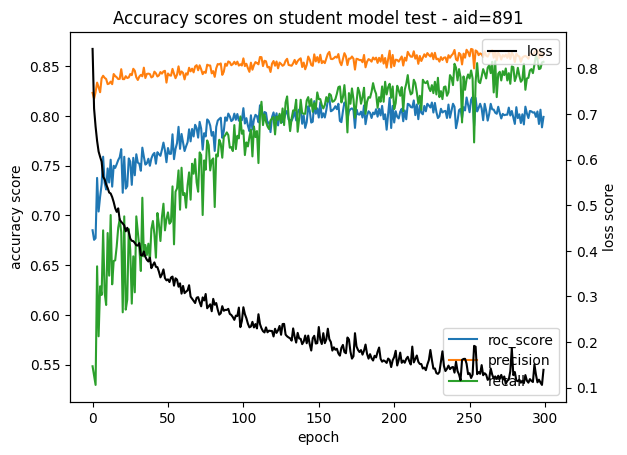 Accuracy scores on student model test - aid=891
loss
accuracy score
0.85
0.80
0.75
0.70
0.65
0.60
0.55
0.8
0.7
0.6
0.5
0.4
0.3
0.2
0.1
loss score
roc_score
precision
recall
0
50
100
150
200
250
300
epoch